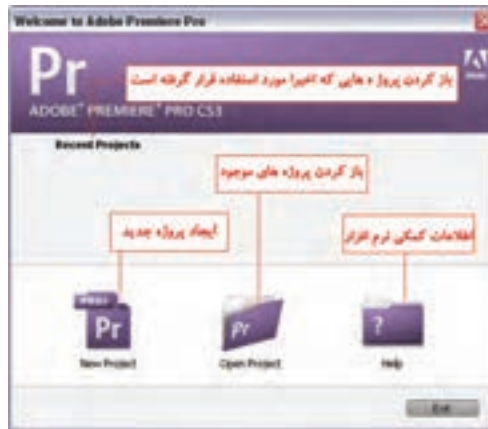 Welcome to Adobe Premiere Pro
Pr
باز کردن پروژه هایی که اخیرا مورد استفاده قرار گرفته است
ADOBE® PREMIERE® PRO CS3
Recent Projects
باز کردن پروژه های موجود
ایجاد پروژه جدید
اطلاعات کمکی نرم افزار
Pr
Pr
?
New Project
Open Project
Help
Exit